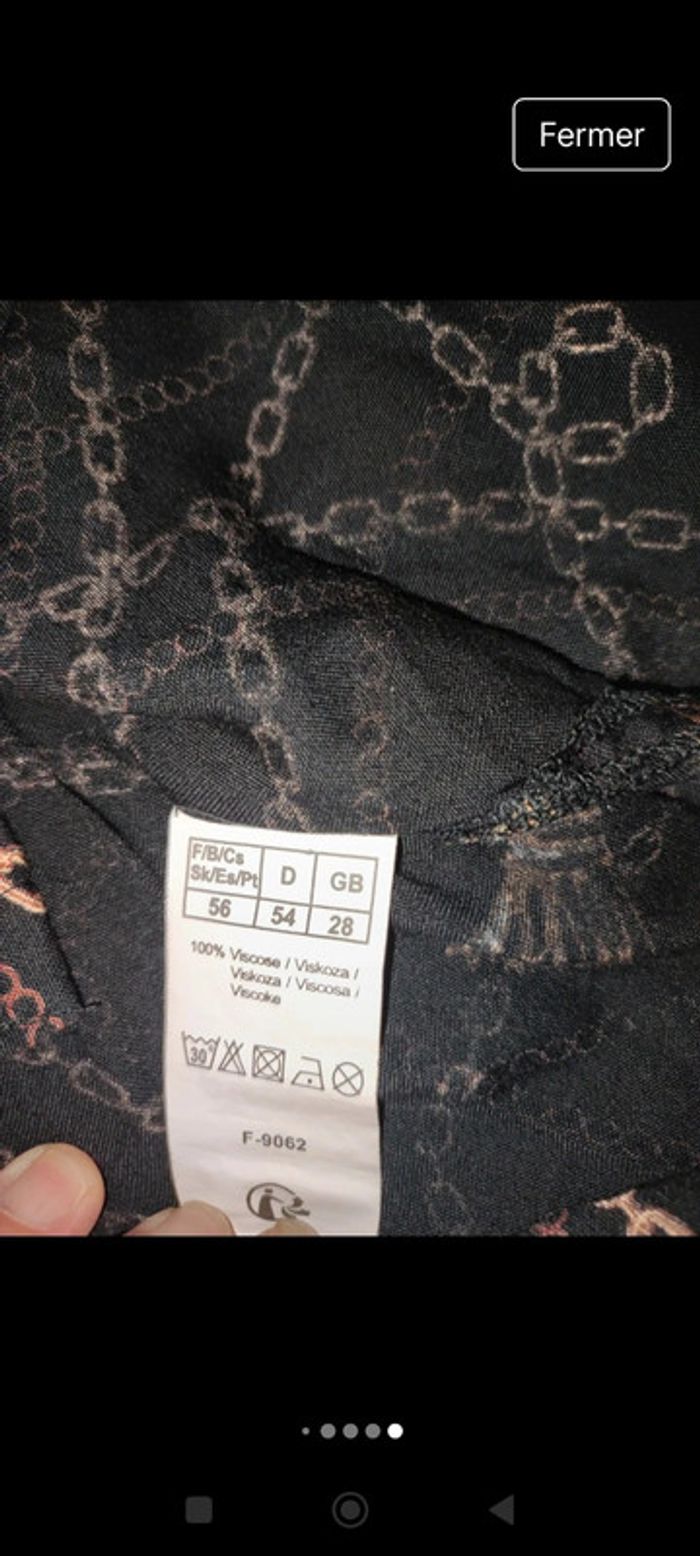 Fermer
F/B/Cs
Sk/Es/Pt
D
GB
56
54
28
100% Viscose / Viskoza /
Viskoza / Viscosa /
Viscoke
30
F-9062